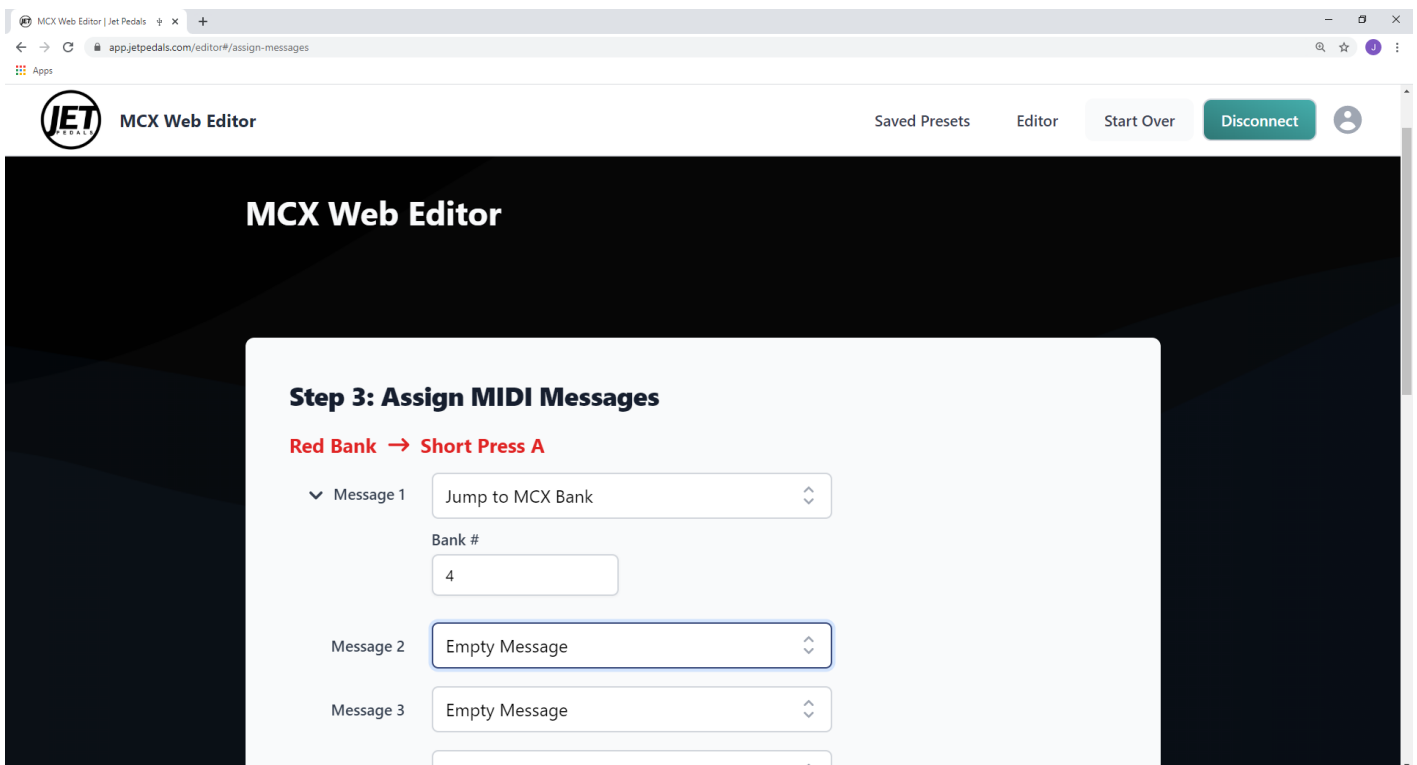 MCX Web Editor | Jet Pedals
app.jetpedals.com/editor#/assign-messages
J
Apps
JET
PEDALS
MCX Web Editor
Saved Presets
Editor
Start Over
Disconnect
MCX Web Editor
Step 3: Assign MIDI Messages
Red Bank → Short Press A
Message 1
Jump to MCX Bank
Bank #
4
Message 2
Empty Message
Message 3
Empty Message